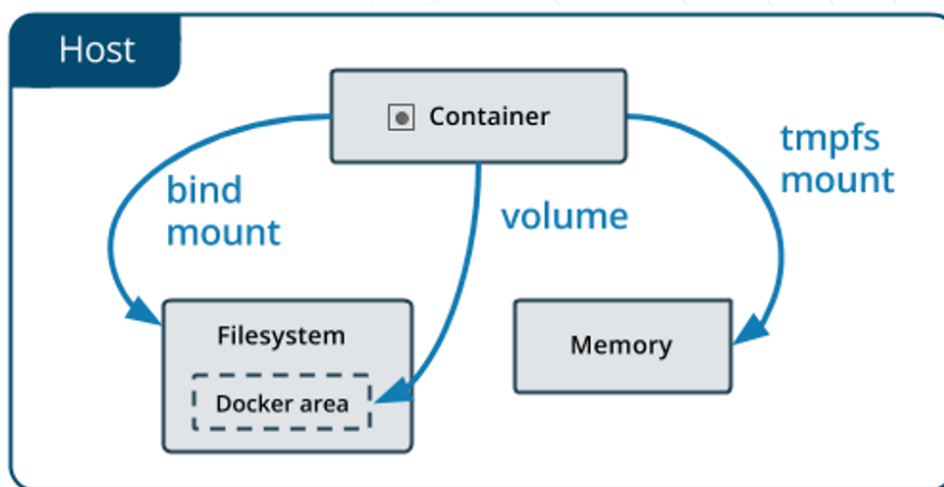 Host
Container
tmpfs
mount
bind
mount
volume
Filesystem
Memory
Docker area